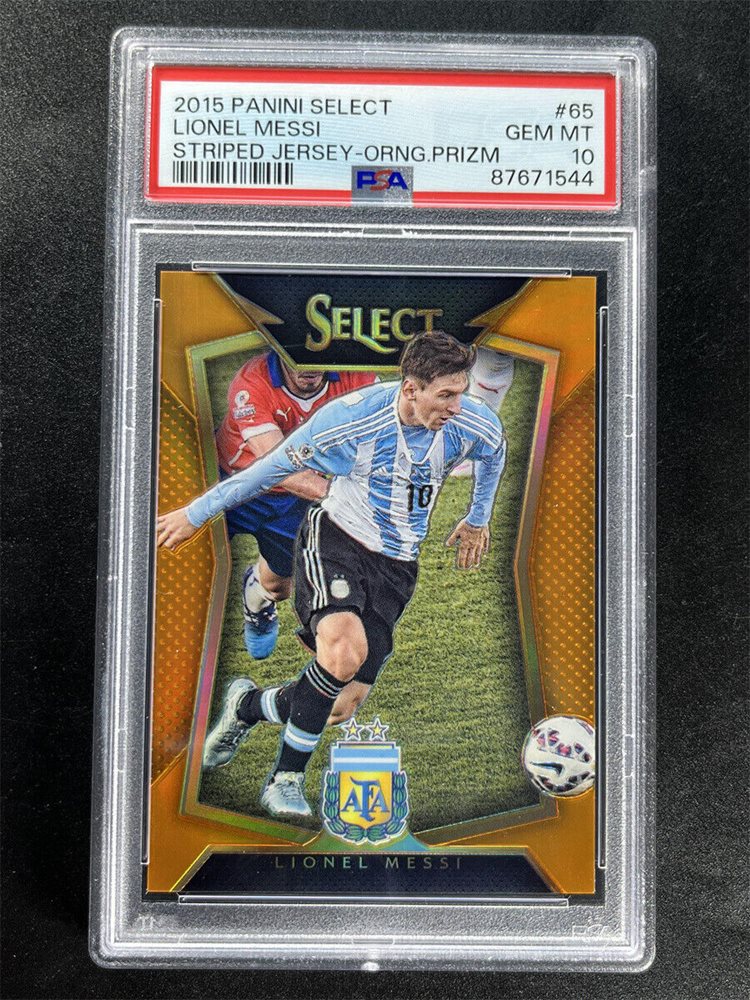 2015 PANINI SELECT #65
LIONEL MESSI GEM MT
STRIPED JERSEY-ORNG.PRIZM 10
PSA 87671544
SELECT
10
AFA
LIONEL MESSI